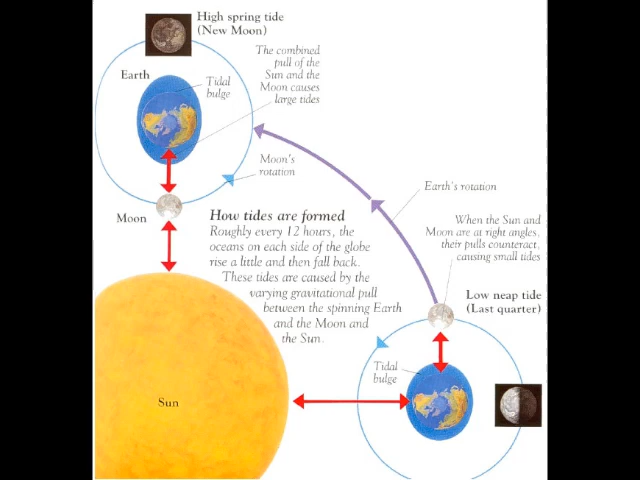 High spring tide
(New Moon)
The combined
pull of the
Sun and the
Moon causes
large tides
Earth
Tidal
bulge
Moon's
rotation
Earth's rotation
Moon
How tides are formed
Roughly every 12 hours, the
oceans on each side of the globe
rise a little and then fall back.
These tides are caused by the
varying gravitational pull
between the spinning Earth
and the Moon and
the Sun.
When the Sun and
Moon are at right angles,
their pulls counteract,
causing small tides
Low neap tide
(Last quarter)
Tidal
bulge
Sun